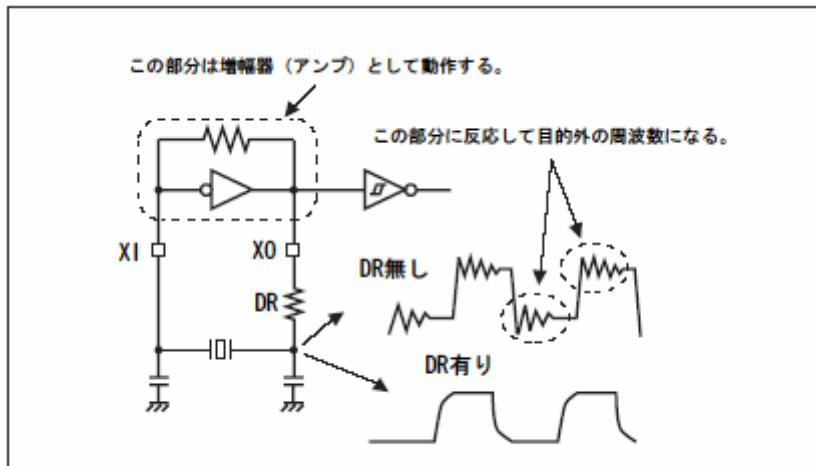 この部分は増幅器（アンプ）として動作する。
この部分に反応して目的外の周波数になる。
XI
XO
DR無し
DR
DR有り